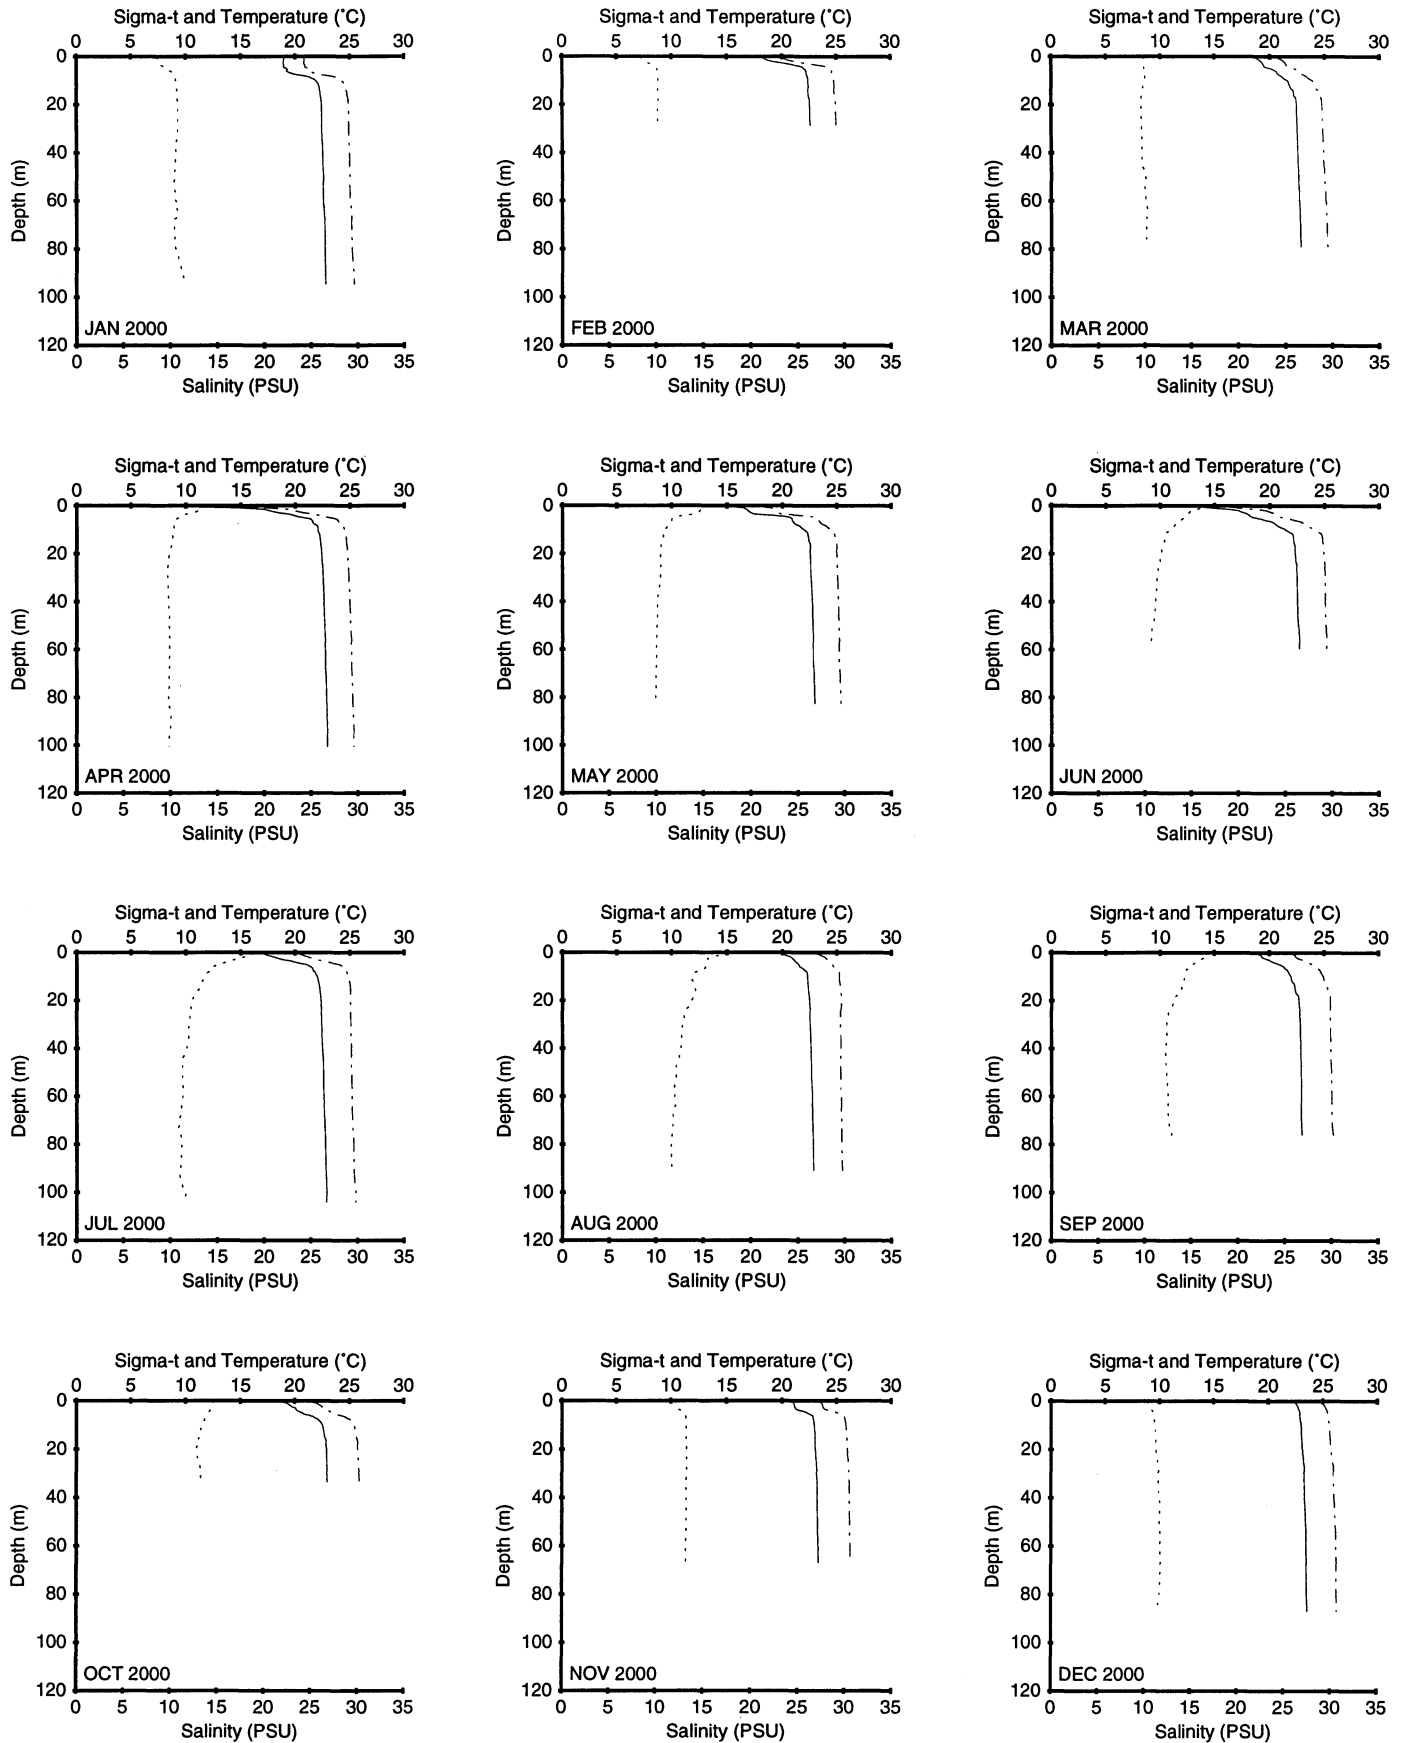 Sigma-t and Temperature (°C) Sigma-t and Temperature (°C) Sigma-t and Temperature (°C)
0 5 10 15 20 25 30 0 5 10 15 20 25 30 0 5 10 15 20 25 30
0 0 0
20 20 20
40 40 40
Depth (m) Depth (m) Depth (m)
60 60 60
80 80 80
100 100 100
JAN 2000 FEB 2000 MAR 2000
120 120 120
0 5 10 15 20 25 30 35 0 5 10 15 20 25 30 35 0 5 10 15 20 25 30 35
Salinity (PSU) Salinity (PSU) Salinity (PSU)
Sigma-t and Temperature (°C) Sigma-t and Temperature (°C) Sigma-t and Temperature (°C)
0 5 10 15 20 25 30 0 5 10 15 20 25 30 0 5 10 15 20 25 30
0 0 0
20 20 20
40 40 40
Depth (m) Depth (m) Depth (m)
60 60 60
80 80 80
100 100 100
APR 2000 MAY 2000 JUN 2000
120 120 120
0 5 10 15 20 25 30 35 0 5 10 15 20 25 30 35 0 5 10 15 20 25 30 35
Salinity (PSU) Salinity (PSU) Salinity (PSU)
Sigma-t and Temperature (°C) Sigma-t and Temperature (°C) Sigma-t and Temperature (°C)
0 5 10 15 20 25 30 0 5 10 15 20 25 30 0 5 10 15 20 25 30
0 0 0
20 20 20
40 40 40
Depth (m) Depth (m) Depth (m)
60 60 60
80 80 80
100 100 100
JUL 2000 AUG 2000 SEP 2000
120 120 120
0 5 10 15 20 25 30 35 0 5 10 15 20 25 30 35 0 5 10 15 20 25 30 35
Salinity (PSU) Salinity (PSU) Salinity (PSU)
Sigma-t and Temperature (°C) Sigma-t and Temperature (°C) Sigma-t and Temperature (°C)
0 5 10 15 20 25 30 0 5 10 15 20 25 30 0 5 10 15 20 25 30
0 0 0
20 20 20
40 40 40
Depth (m) Depth (m) Depth (m)
60 60 60
80 80 80
100 100 100
OCT 2000 NOV 2000 DEC 2000
120 120 120
0 5 10 15 20 25 30 35 0 5 10 15 20 25 30 35 0 5 10 15 20 25 30 35
Salinity (PSU) Salinity (PSU) Salinity (PSU)